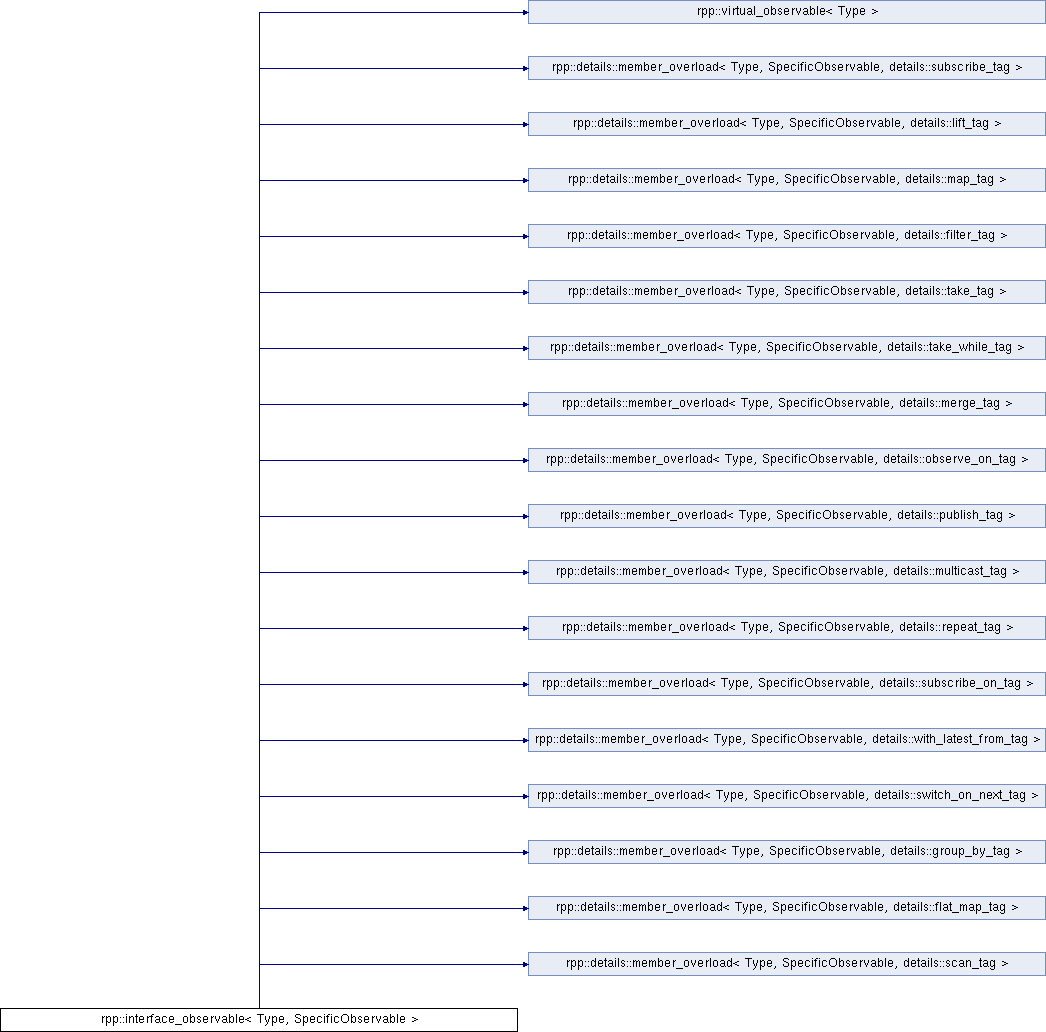 rpp::virtual_observable< Type >
rpp::details::member_overload< Type, SpecificObservable, details::subscribe_tag >
rpp::details::member_overload< Type, SpecificObservable, details::lift_tag >
rpp::details::member_overload< Type, SpecificObservable, details::map_tag >
rpp::details::member_overload< Type, SpecificObservable, details::filter_tag >
rpp::details::member_overload< Type, SpecificObservable, details::take_tag >
rpp::details::member_overload< Type, SpecificObservable, details::take_while_tag >
rpp::details::member_overload< Type, SpecificObservable, details::merge_tag >
rpp::details::member_overload< Type, SpecificObservable, details::observe_on_tag >
rpp::details::member_overload< Type, SpecificObservable, details::publish_tag >
rpp::details::member_overload< Type, SpecificObservable, details::multicast_tag >
rpp::details::member_overload< Type, SpecificObservable, details::repeat_tag >
rpp::details::member_overload< Type, SpecificObservable, details::subscribe_on_tag >
rpp::details::member_overload< Type, SpecificObservable, details::with_latest_from_tag >
rpp::details::member_overload< Type, SpecificObservable, details::switch_on_next_tag >
rpp::details::member_overload< Type, SpecificObservable, details::group_by_tag >
rpp::details::member_overload< Type, SpecificObservable, details::flat_map_tag >
rpp::details::member_overload< Type, SpecificObservable, details::scan_tag >
rpp::interface_observable< Type, SpecificObservable >